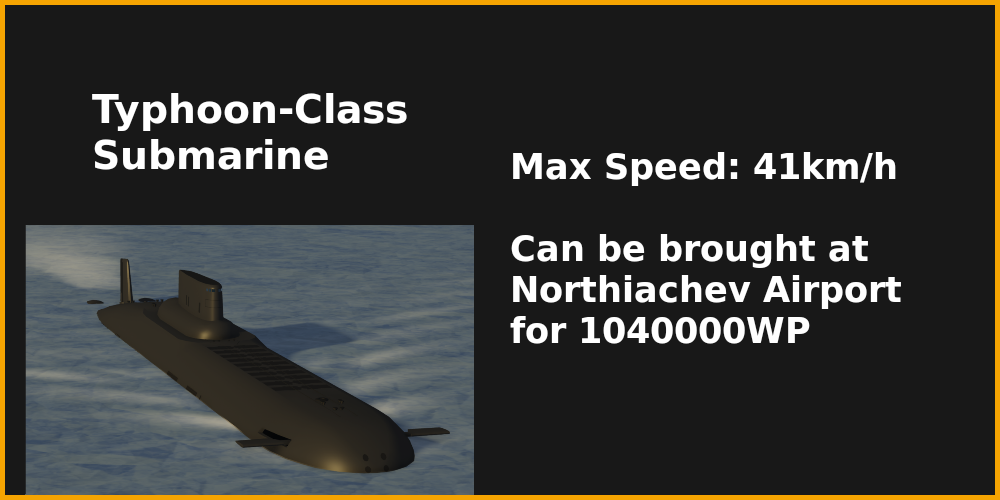 Typhoon-Class
Submarine
Max Speed: 41km/h
Can be brought at
Northiachev Airport
for 1040000WP